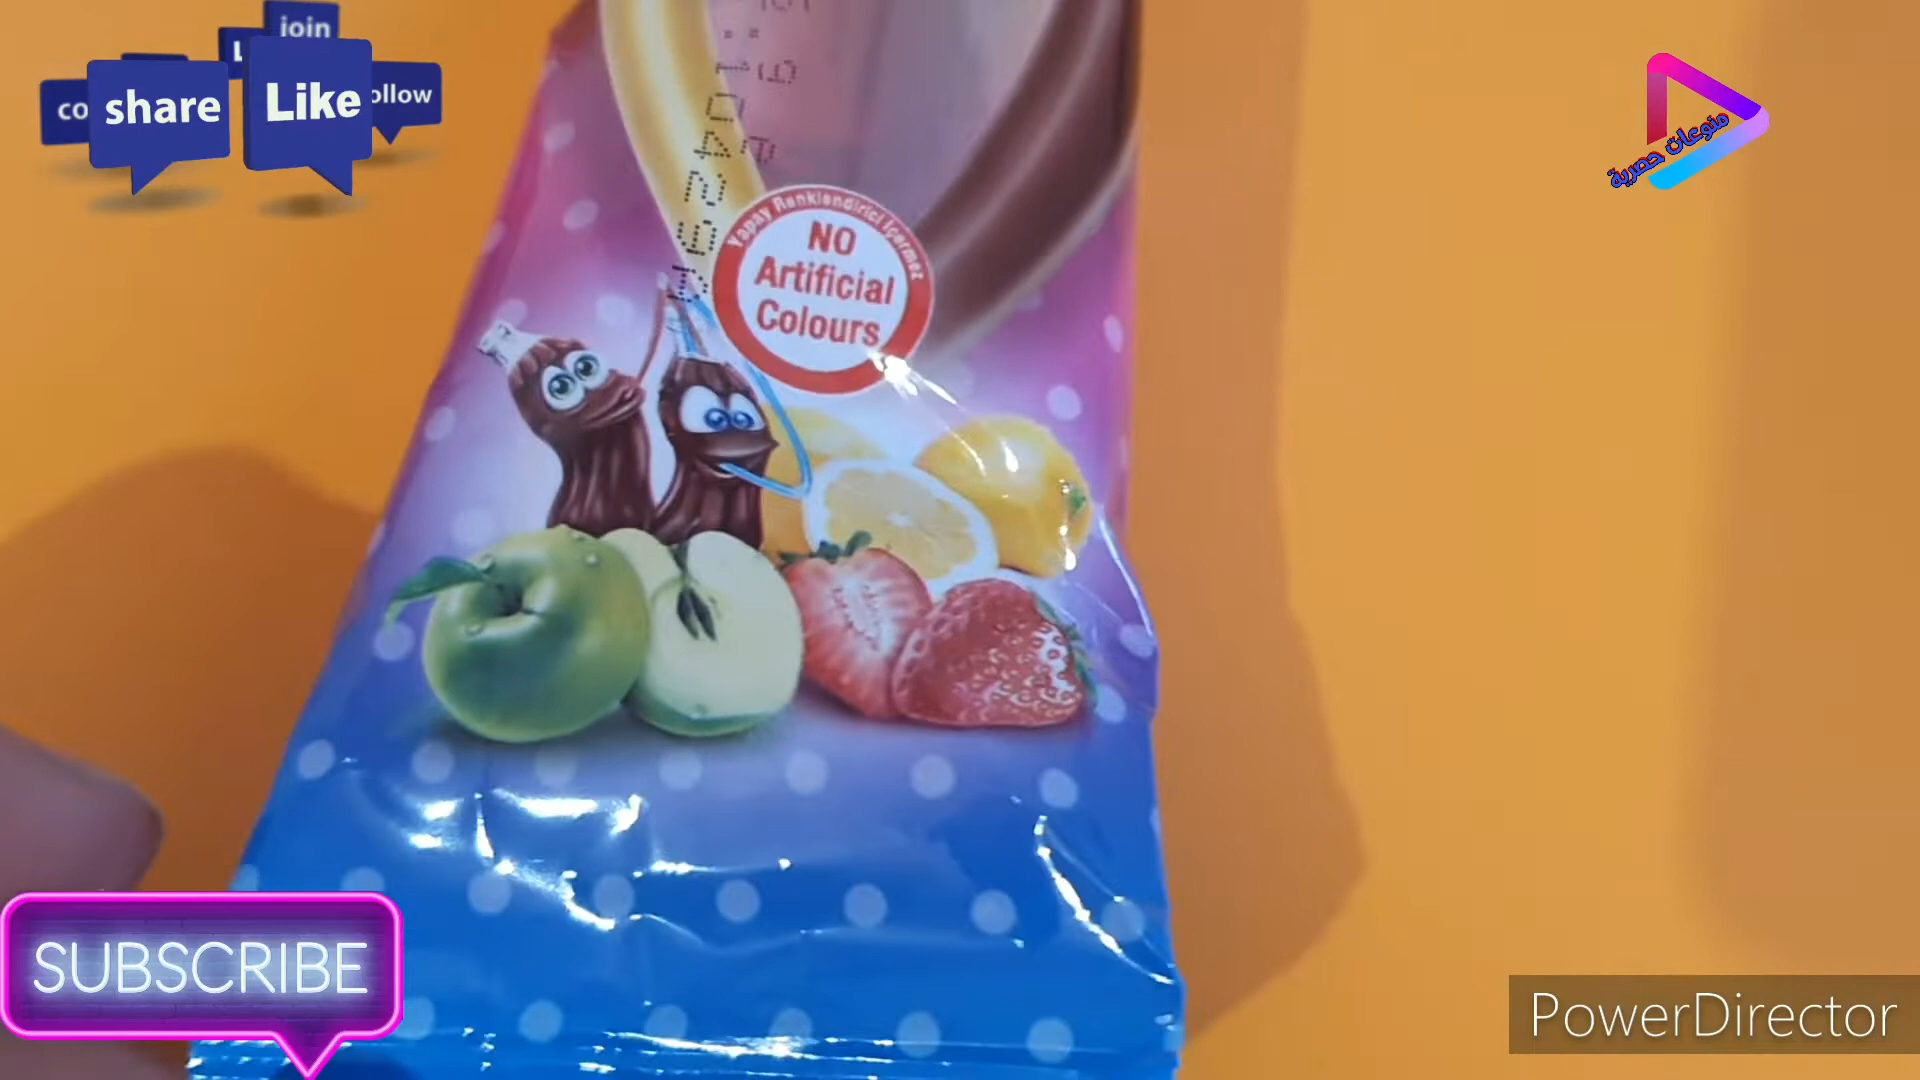 join
L
co
share
Like
ollow
منوعات حصرية
Yapay Renklendirici İçermez
NO
Artificial
Colours
SUBSCRIBE
PowerDirector